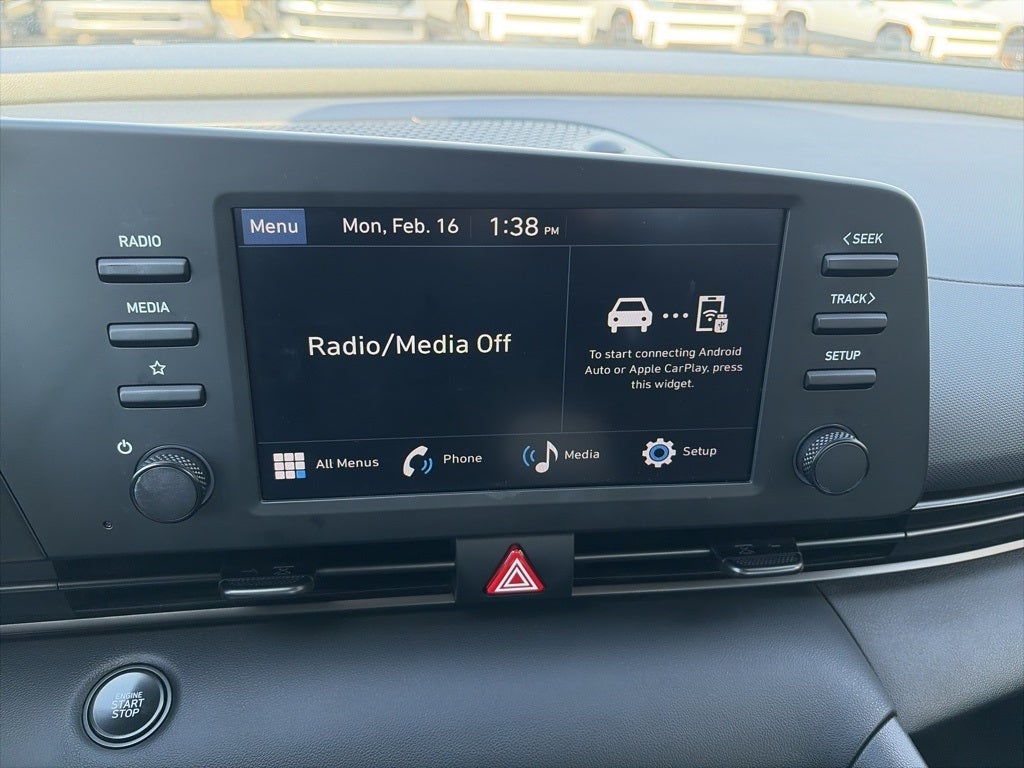 Menu
Mon, Feb. 16
1:38 PM
RADIO
MEDIA
Radio/Media Off
To start connecting Android
Auto or Apple CarPlay, press
this widget.
All Menus
Phone
Media
Setup
<SEEK
TRACK>
SETUP
ENGINE
START
STOP